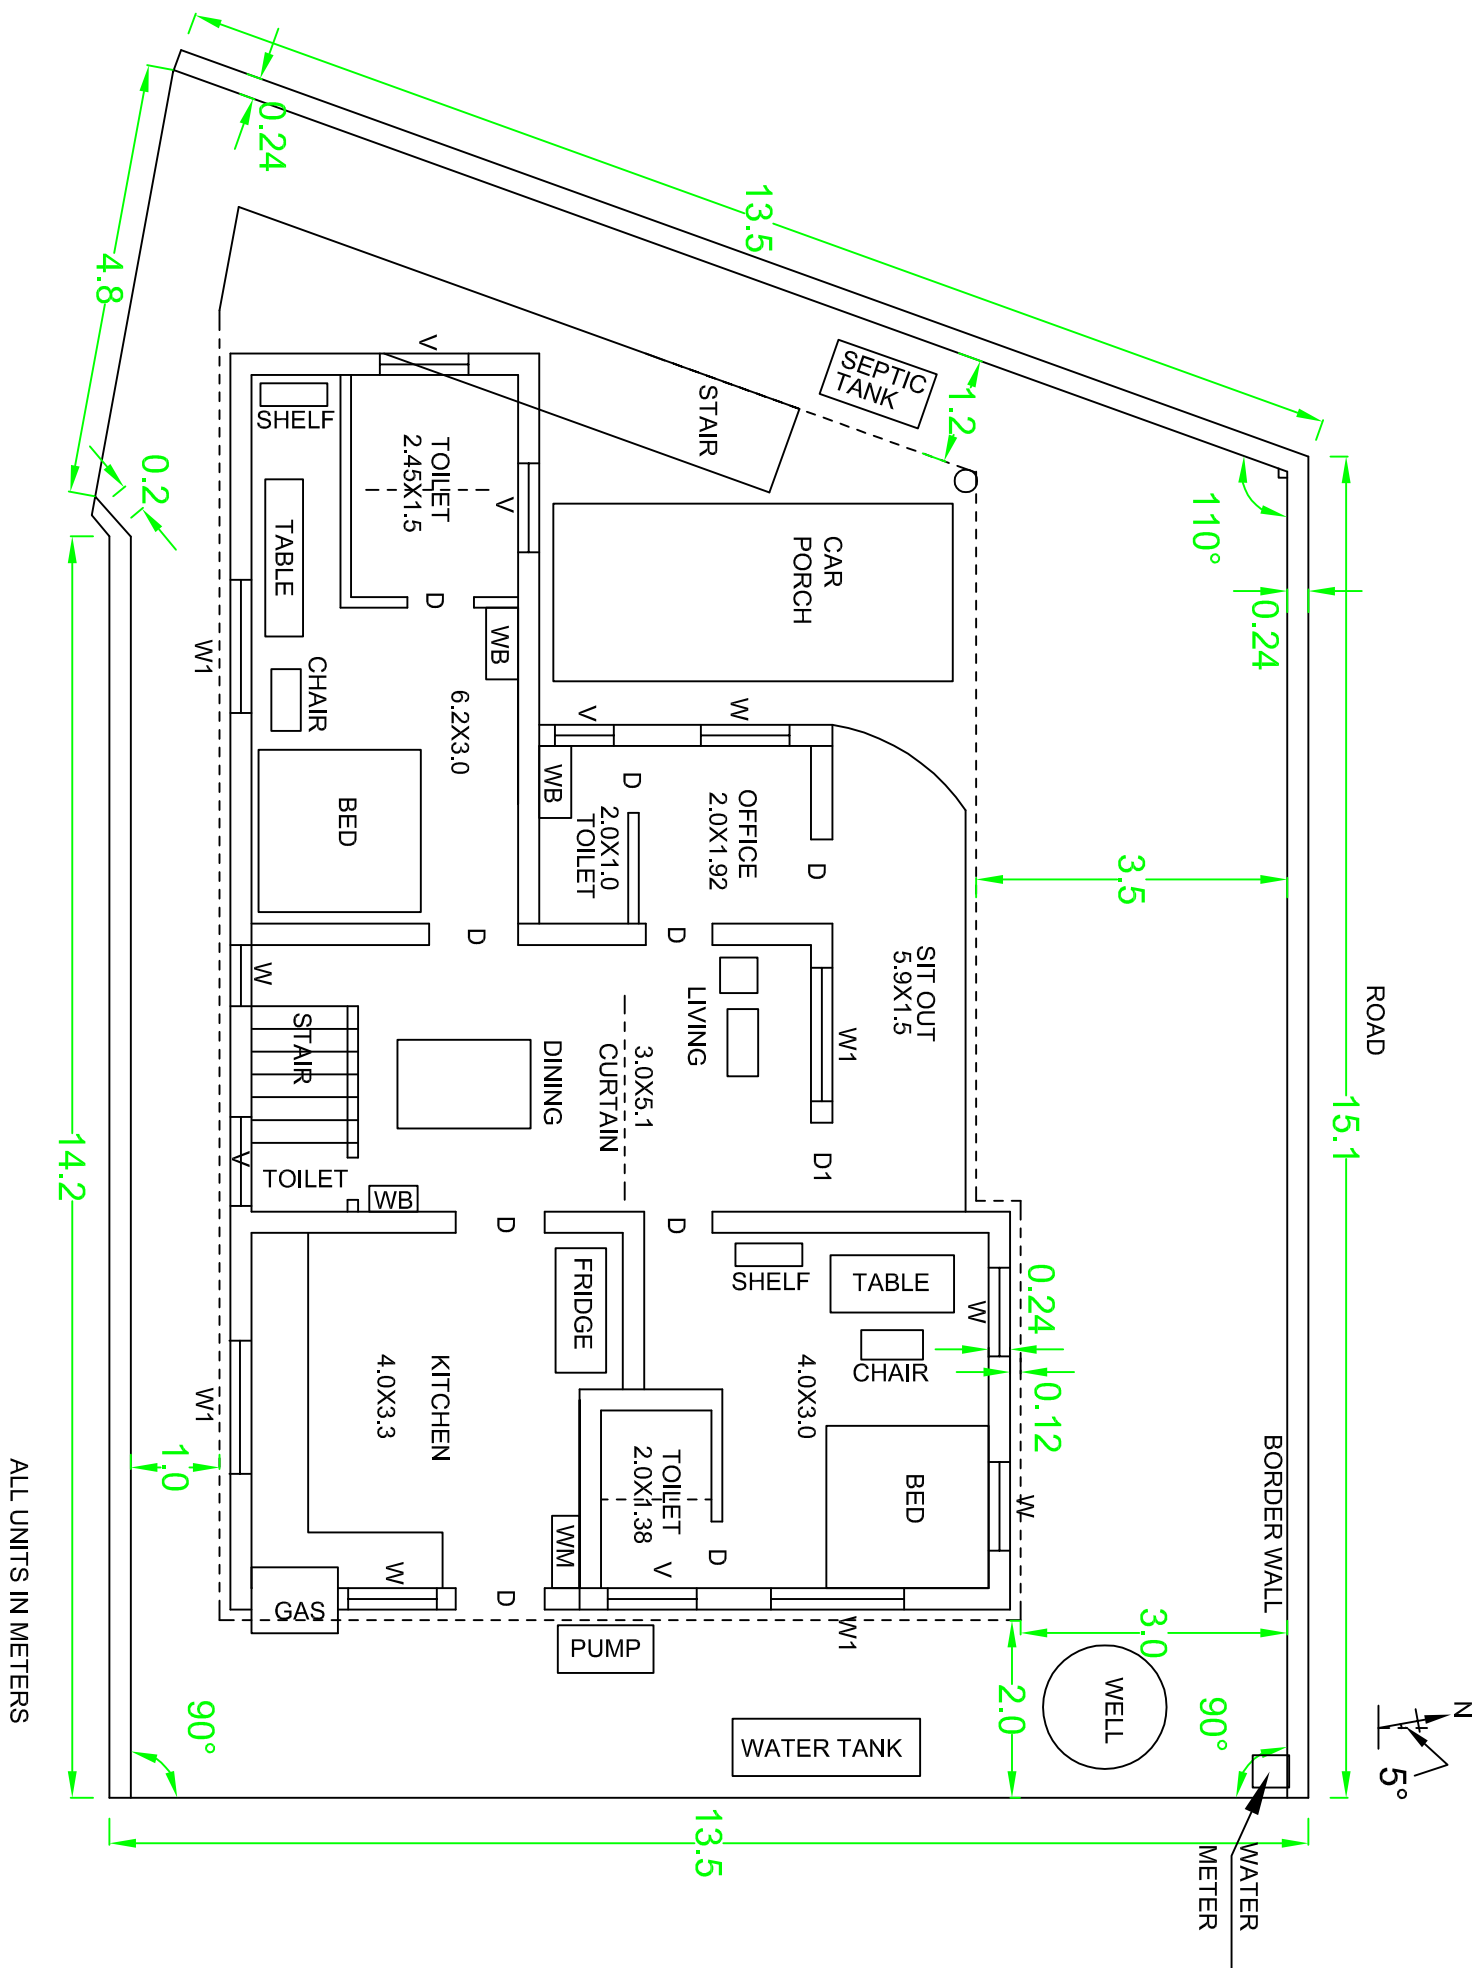 ROAD
15.1
13.5
0.24
4.8
0.2
14.2
110°
0.24
1.2
SEPTIC
TANK
STAIR
CAR
PORCH
3.5
V
SHELF
TOILET
2.45X1.5
V
TABLE
D
WB
W1
CHAIR
6.2X3.0
BED
V
W
WB
D
2.0X1.0
TOILET
OFFICE
2.0X1.92
D
D
D
SIT OUT
5.9X1.5
W
STAIR
V
TOILET
WB
DINING
3.0X5.1
CURTAIN
LIVING
W1
D1
D
D
FRIDGE
SHELF
TABLE
W
0.24
0.12
CHAIR
4.0X3.0
BED
W
KITCHEN
4.0X3.3
W1
1.0
TOILET
2.0X1.38
D
V
WM
W
D
GAS
PUMP
W1
3.0
2.0
WELL
WATER TANK
BORDER WALL
90°
90°
13.5
WATER
METER
N
5°
ALL UNITS IN METERS